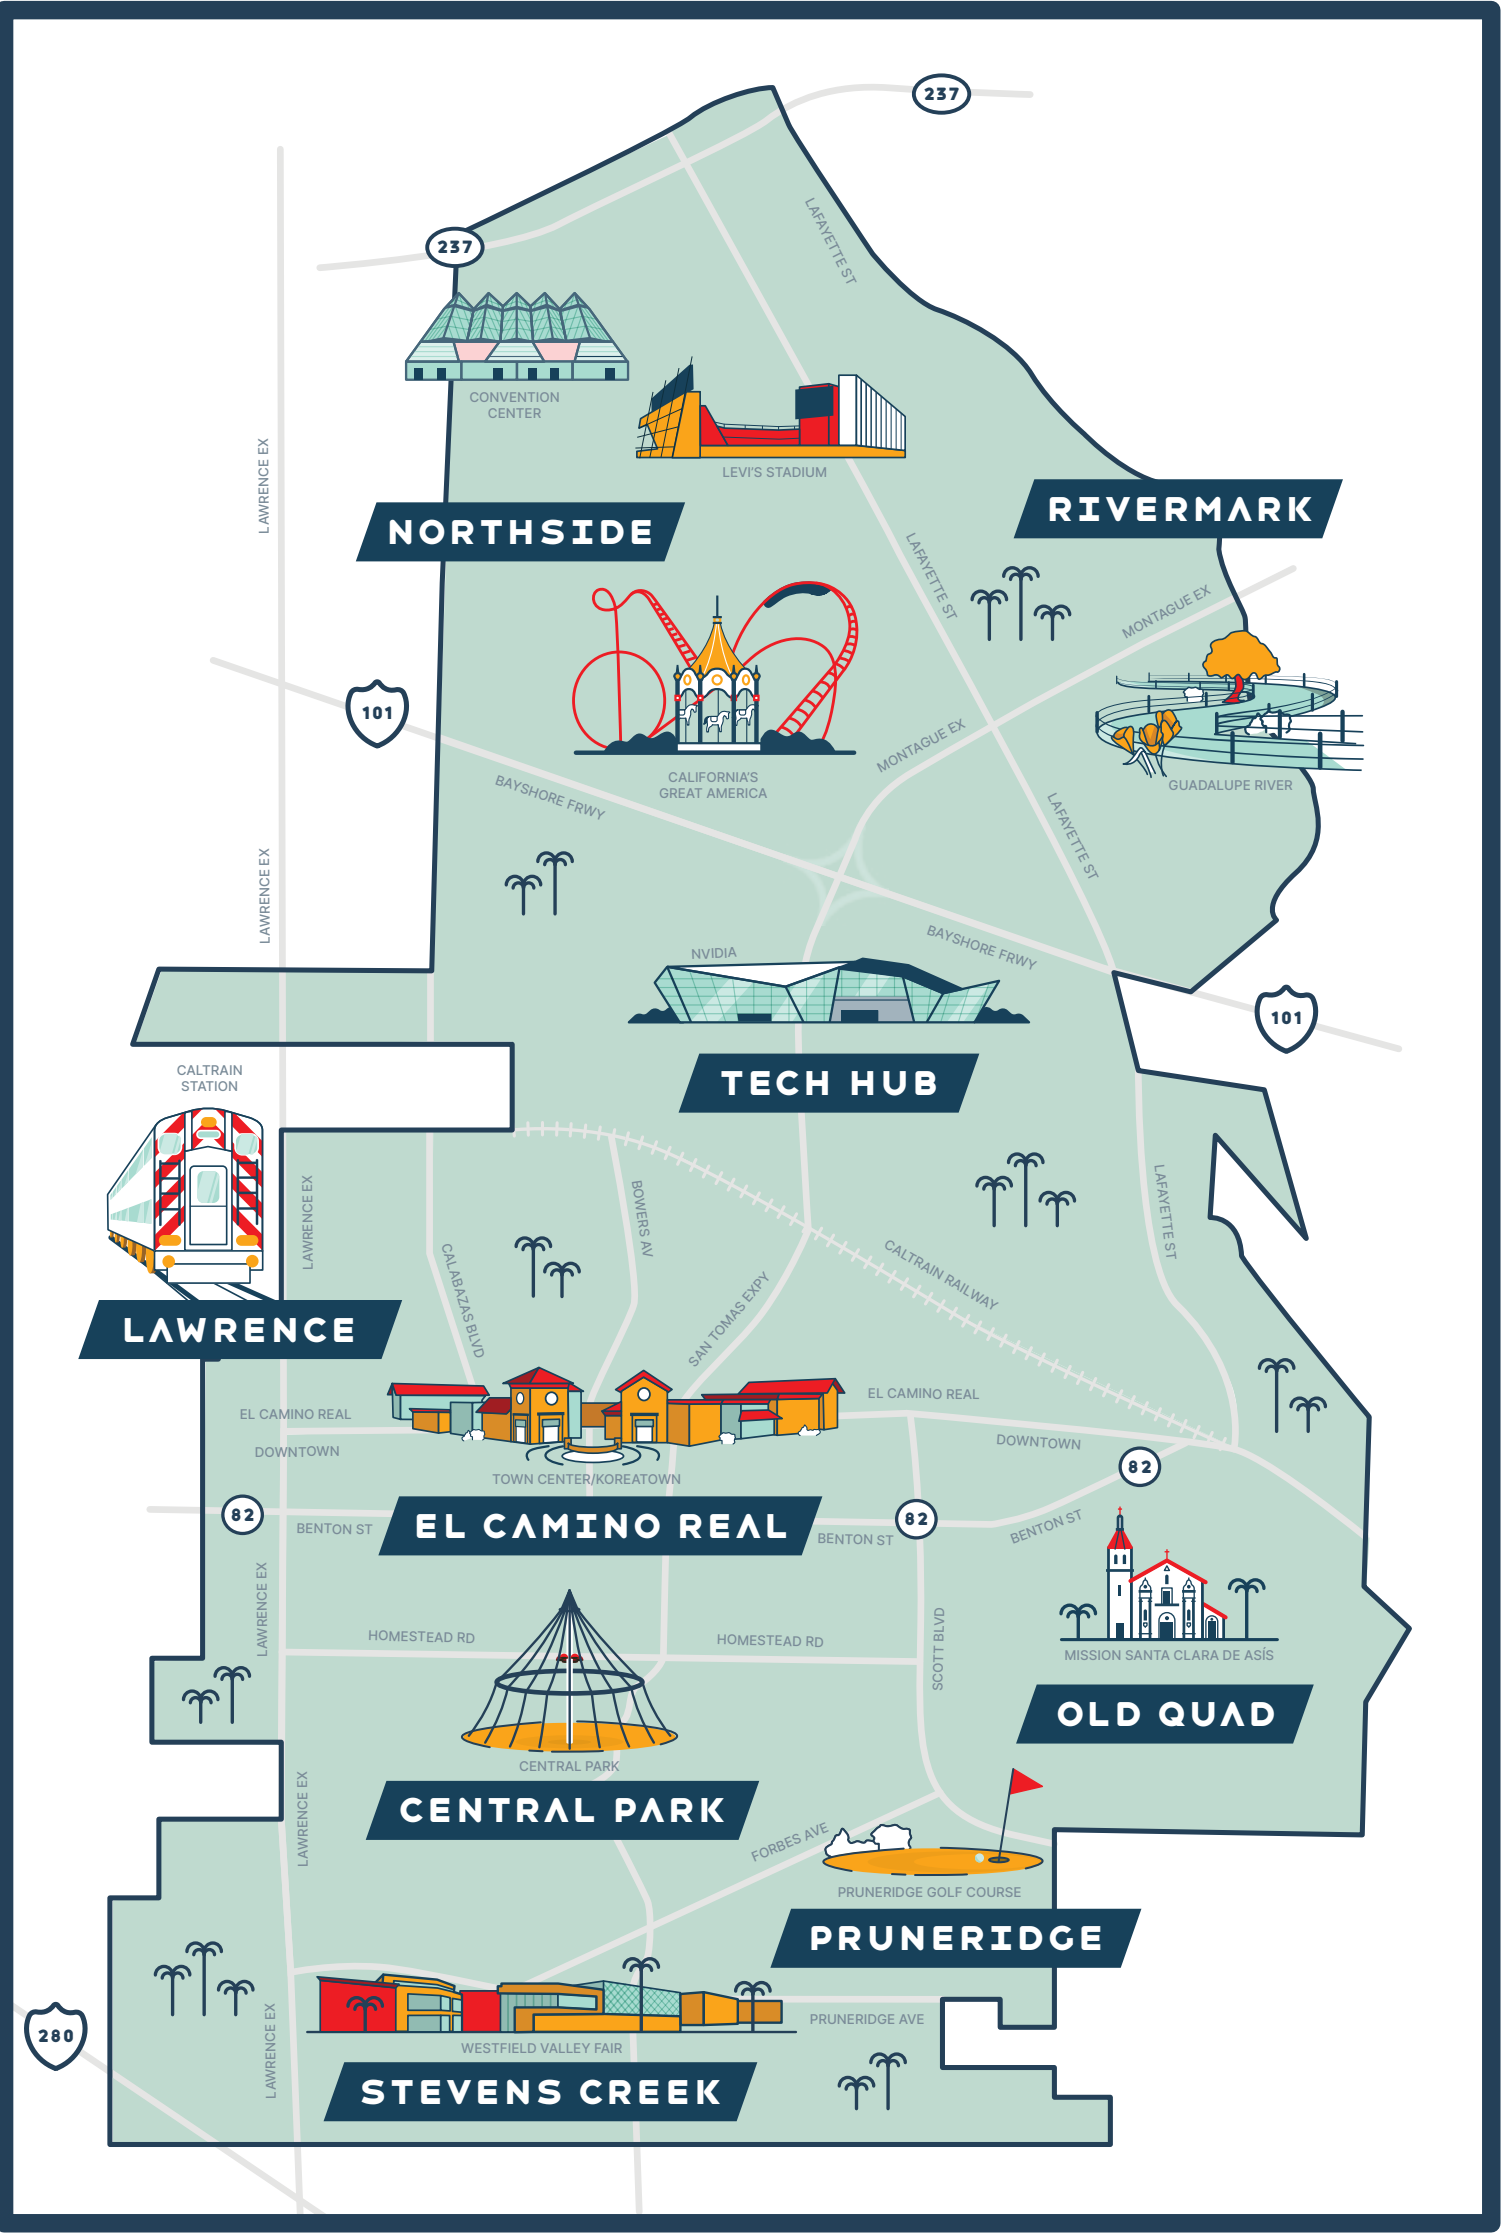 237
LAFAYETTE ST
237
CONVENTION
CENTER
LEVI'S STADIUM
LAWRENCE EX
NORTHSIDE
RIVERMARK
LAFAYETTE ST
MONTAGUE EX
101
MONTAGUE EX
CALIFORNIA'S
GREAT AMERICA
GUADALUPE RIVER
BAYSHORE FRWY
LAFAYETTE ST
LAWRENCE EX
NVIDIA
BAYSHORE FRWY
101
CALTRAIN
STATION
TECH HUB
LAWRENCE EX
BOWERS AV
LAFAYETTE ST
CALABAZAS BLVD
SAN TOMAS EXPY
CALTRAIN RAILWAY
LAWRENCE
EL CAMINO REAL
EL CAMINO REAL
DOWNTOWN
DOWNTOWN
82
TOWN CENTER/KOREATOWN
82
82
BENTON ST
EL CAMINO REAL
BENTON ST
BENTON ST
LAWRENCE EX
HOMESTEAD RD
HOMESTEAD RD
SCOTT BLVD
MISSION SANTA CLARA DE ASÍS
OLD QUAD
CENTRAL PARK
CENTRAL PARK
LAWRENCE EX
FORBES AVE
PRUNERIDGE GOLF COURSE
PRUNERIDGE
280
LAWRENCE EX
PRUNERIDGE AVE
WESTFIELD VALLEY FAIR
STEVENS CREEK